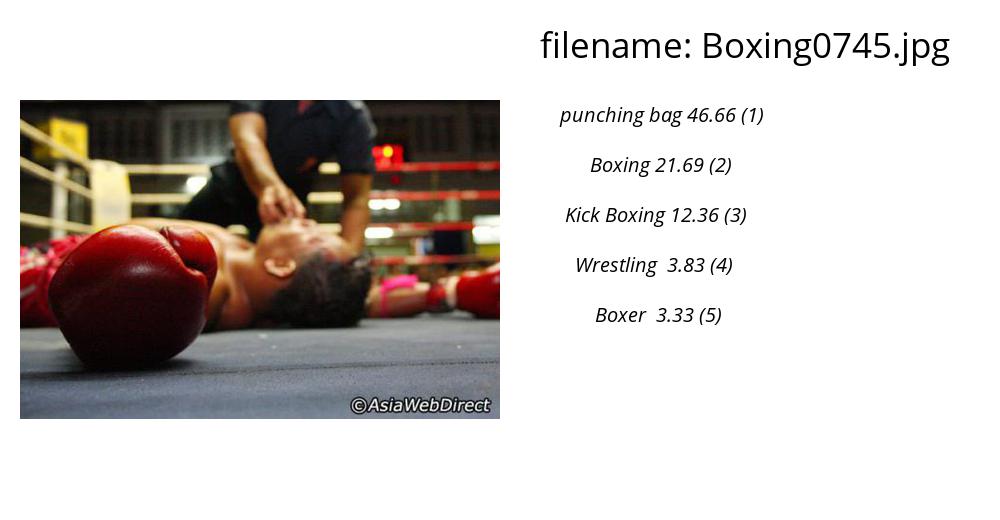 filename: Boxing0745.jpg
punching bag 46.66 (1)
Boxing 21.69 (2)
Kick Boxing 12.36 (3)
Wrestling  3.83 (4)
Boxer  3.33 (5)
©AsiaWebDirect